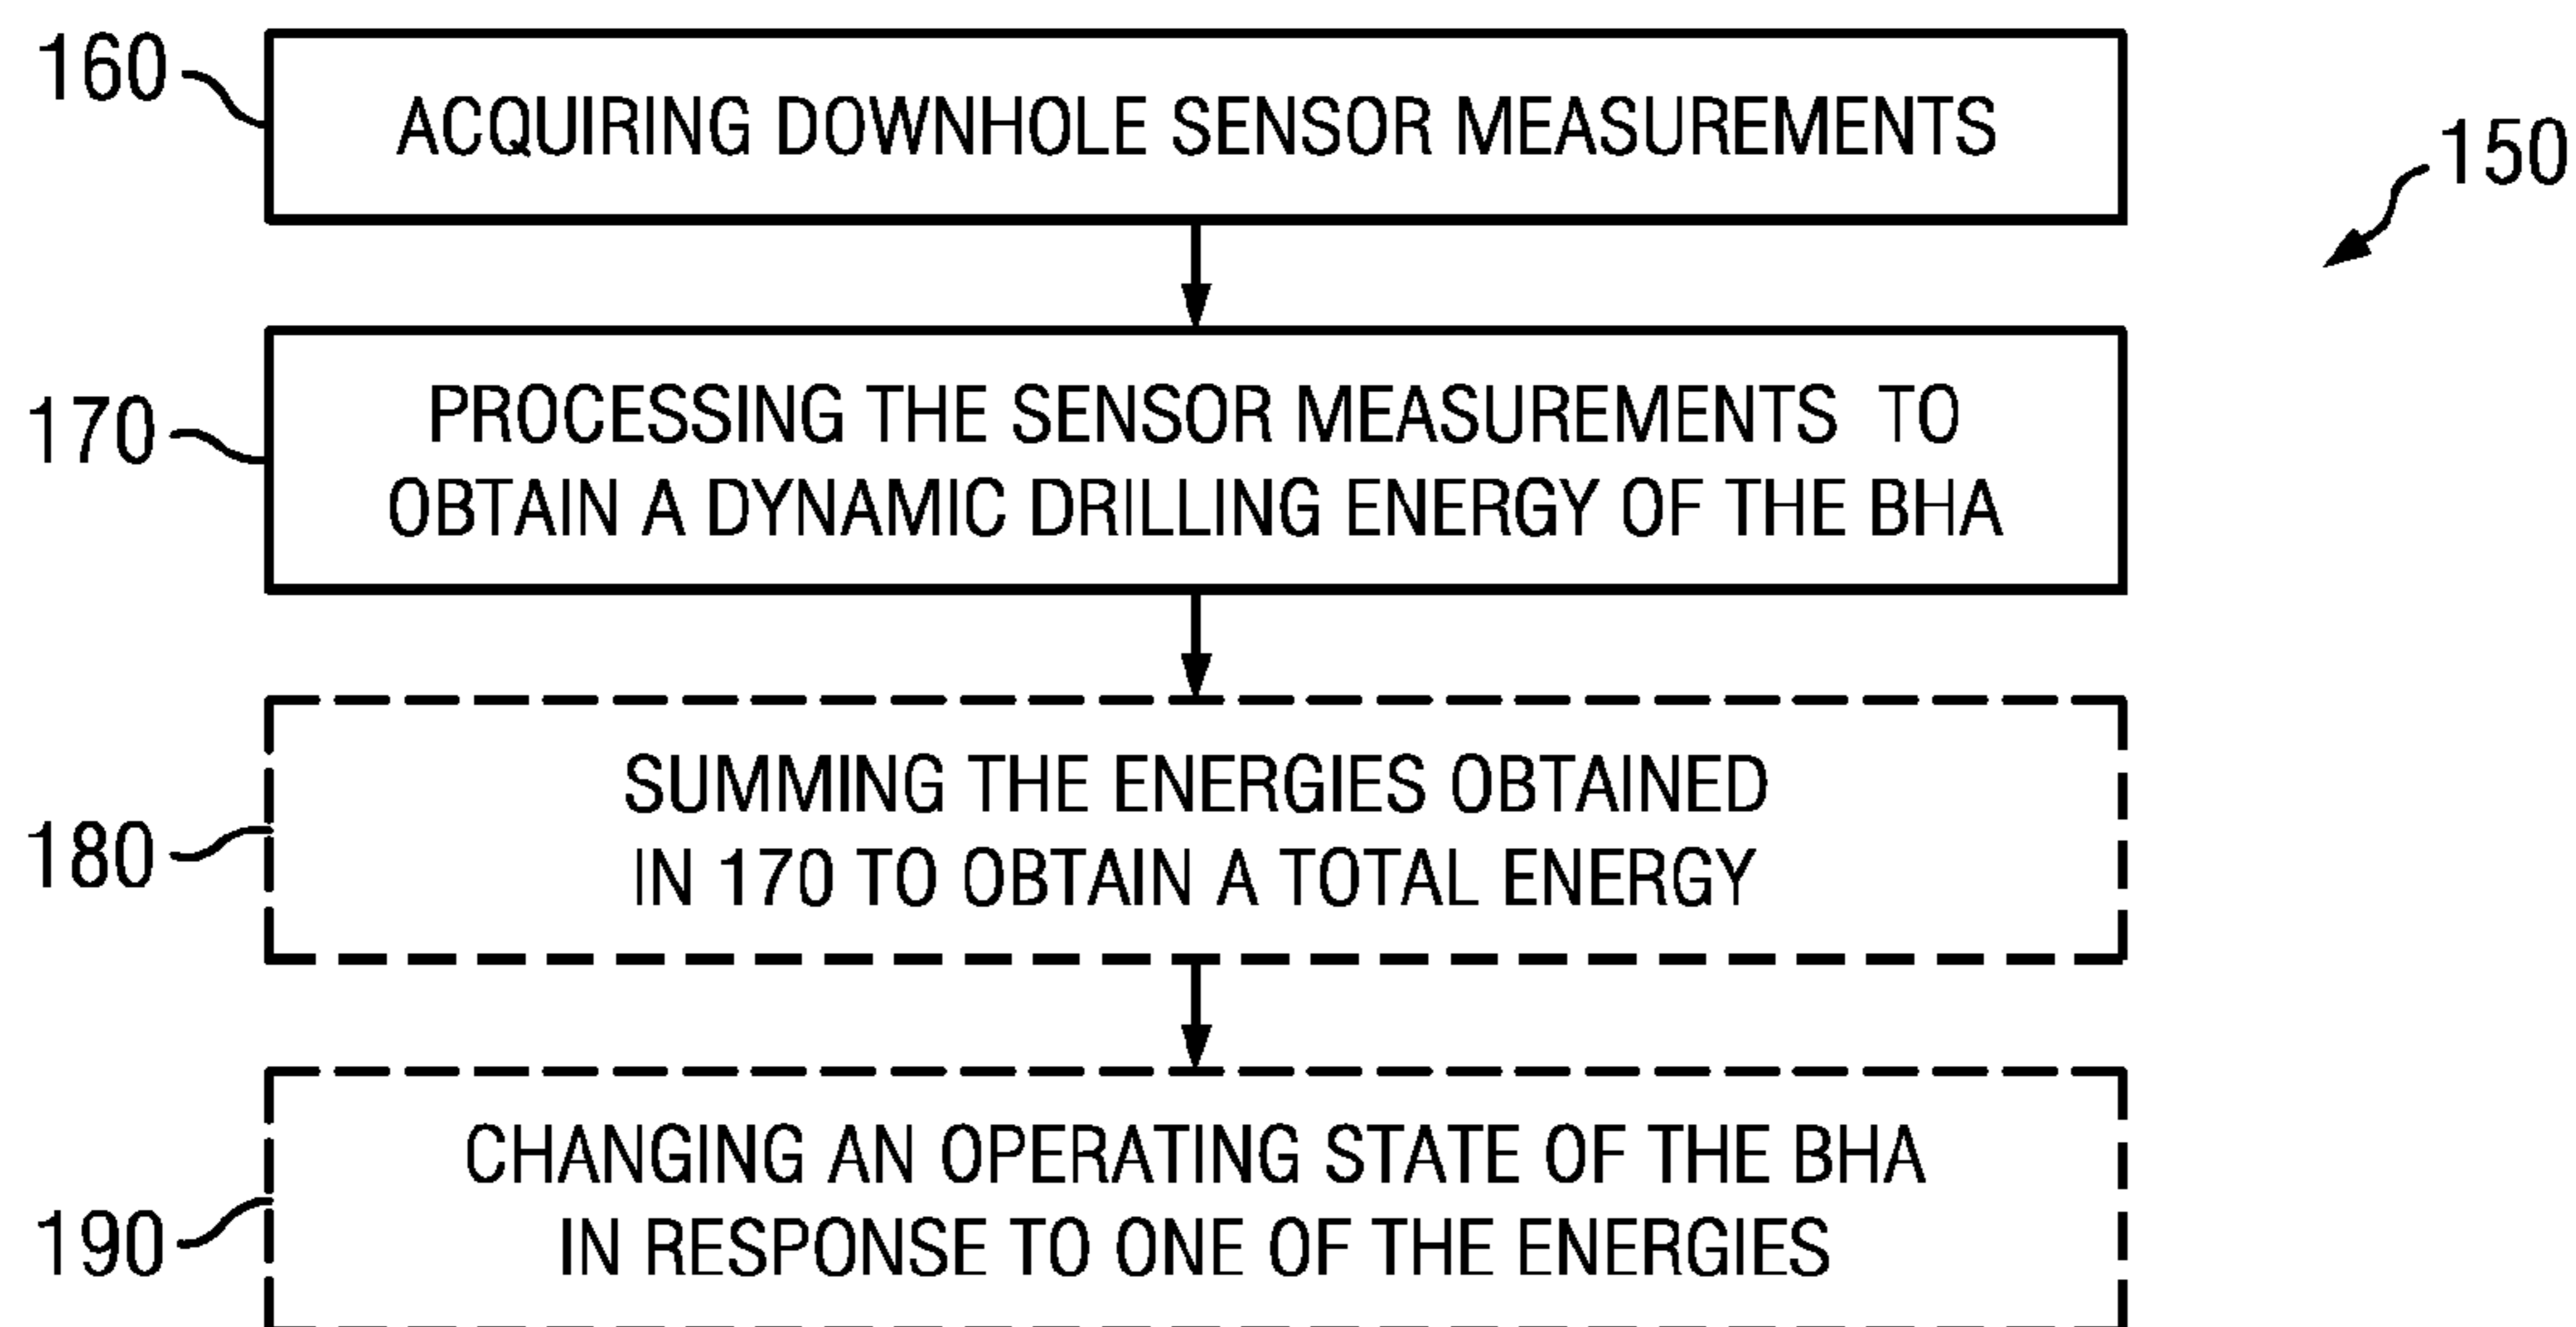 160
ACQUIRING DOWNHOLE SENSOR MEASUREMENTS
150
170
PROCESSING THE SENSOR MEASUREMENTS TO
OBTAIN A DYNAMIC DRILLING ENERGY OF THE BHA
180
SUMMING THE ENERGIES OBTAINED
IN 170 TO OBTAIN A TOTAL ENERGY
190
CHANGING AN OPERATING STATE OF THE BHA
IN RESPONSE TO ONE OF THE ENERGIES